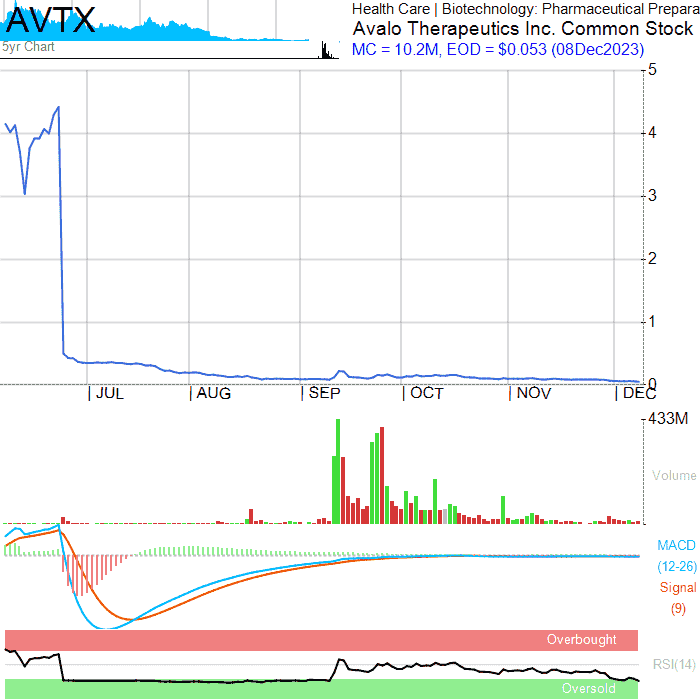 AVTX
5yr Chart
Health Care | Biotechnology: Pharmaceutical Prepara
Avalo Therapeutics Inc. Common Stock
MC = 10.2M, EOD = $0.053 (08Dec2023)
5
4
3
2
1
0
JUL AUG SEP OCT NOV DEC
433M
Volume
MACD
(12-26)
Signal
(9)
Overbought
RSI(14)
Oversold